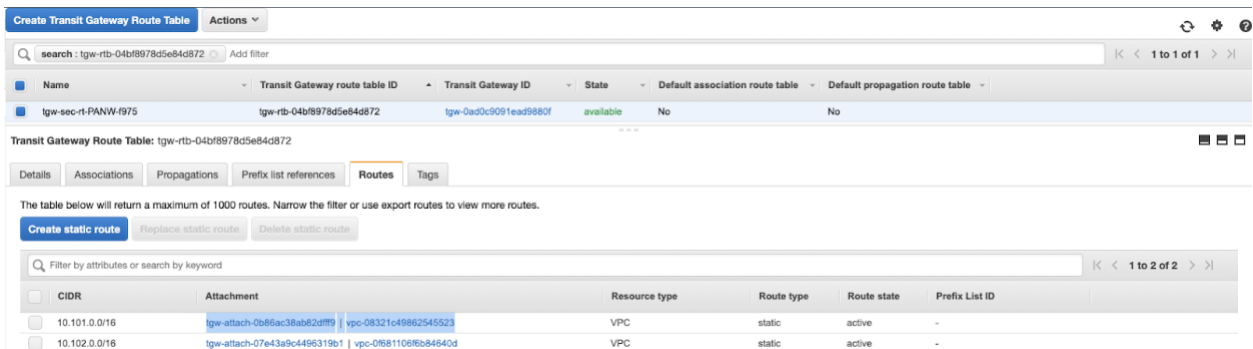 Create Transit Gateway Route Table Actions
search : tgw-rtb-04bf8978d5e84d872 Add filter 1 to 1 of 1
Name Transit Gateway route table ID Transit Gateway ID State Default association route table Default propagation route table
tgw-sec-rt-PANW-f975 tgw-rtb-04bf8978d5e84d872 tgw-0ad0c9091ead9880f available No No
Transit Gateway Route Table: tgw-rtb-04bf8978d5e84d872
Details Associations Propagations Prefix list references Routes Tags
The table below will return a maximum of 1000 routes. Narrow the filter or use export routes to view more routes.
Create static route Replace static route Delete static route
Filter by attributes or search by keyword 1 to 2 of 2
CIDR Attachment Resource type Route type Route state Prefix List ID
10.101.0.0/16 tgw-attach-0b86ac38ab82dfff9 | vpc-08321c49862545523 VPC static active -
10.102.0.0/16 tgw-attach-07e43a9c4496319b1 | vpc-0f681106f6b84640d VPC static active -